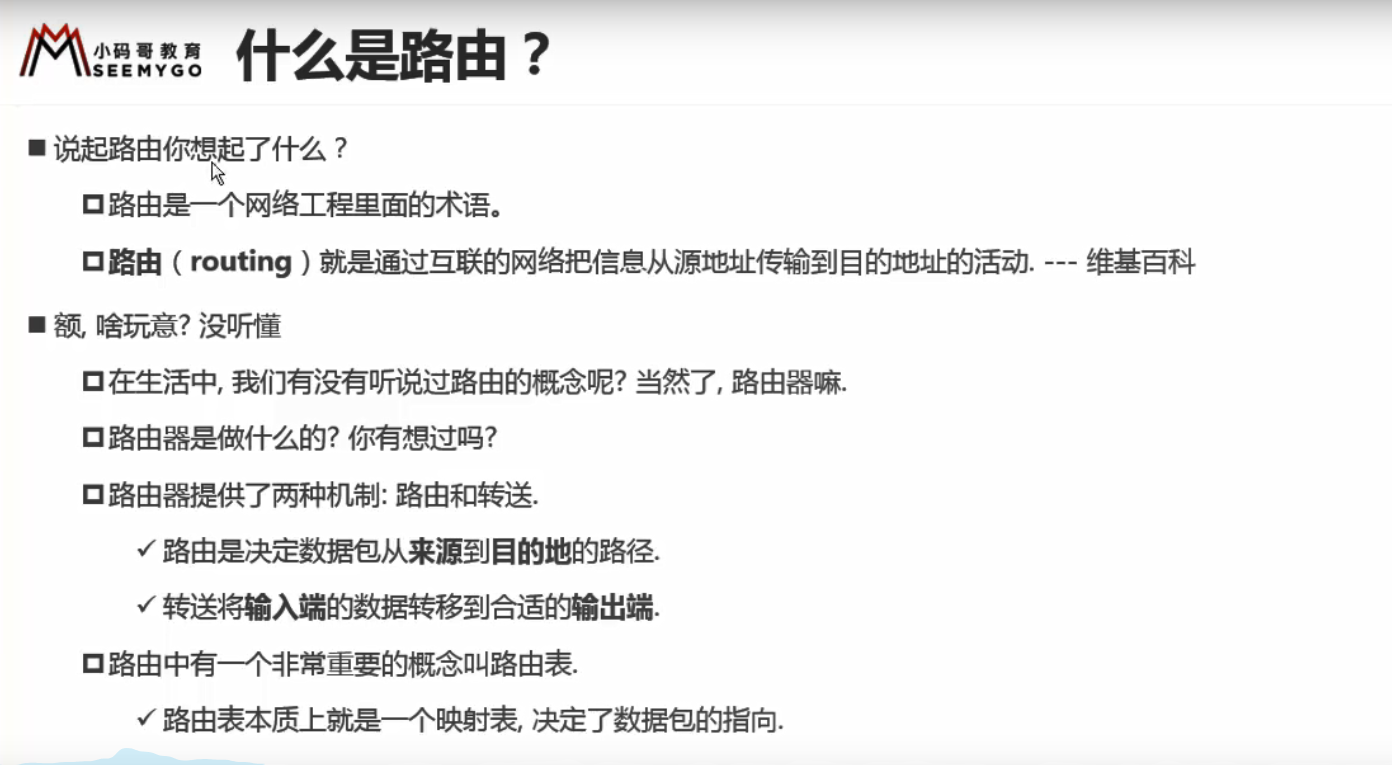 小码哥教育
SEEMYGO
什么是路由？
说起路由你想起了什么？
路由是一个网络工程里面的术语。
路由（routing）就是通过互联的网络把信息从源地址传输到目的地址的活动. --- 维基百科
额, 啥玩意? 没听懂
在生活中, 我们有没有听说过路由的概念呢? 当然了, 路由器嘛.
路由器是做什么的? 你有想过吗?
路由器提供了两种机制: 路由和转送.
路由是决定数据包从来源到目的地的路径.
转送将输入端的数据转移到合适的输出端.
路由中有一个非常重要的概念叫路由表.
路由表本质上就是一个映射表, 决定了数据包的指向.